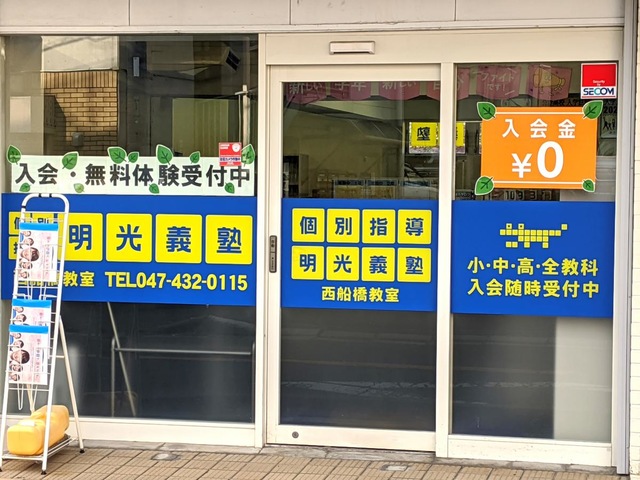 入会・無料体験受付中
個別
明光義塾
教室 TEL047-432-0115
個別指導
明光義塾
西船橋教室
SECOM
入会金
¥0
小・中・高・全教科
入会随時受付中